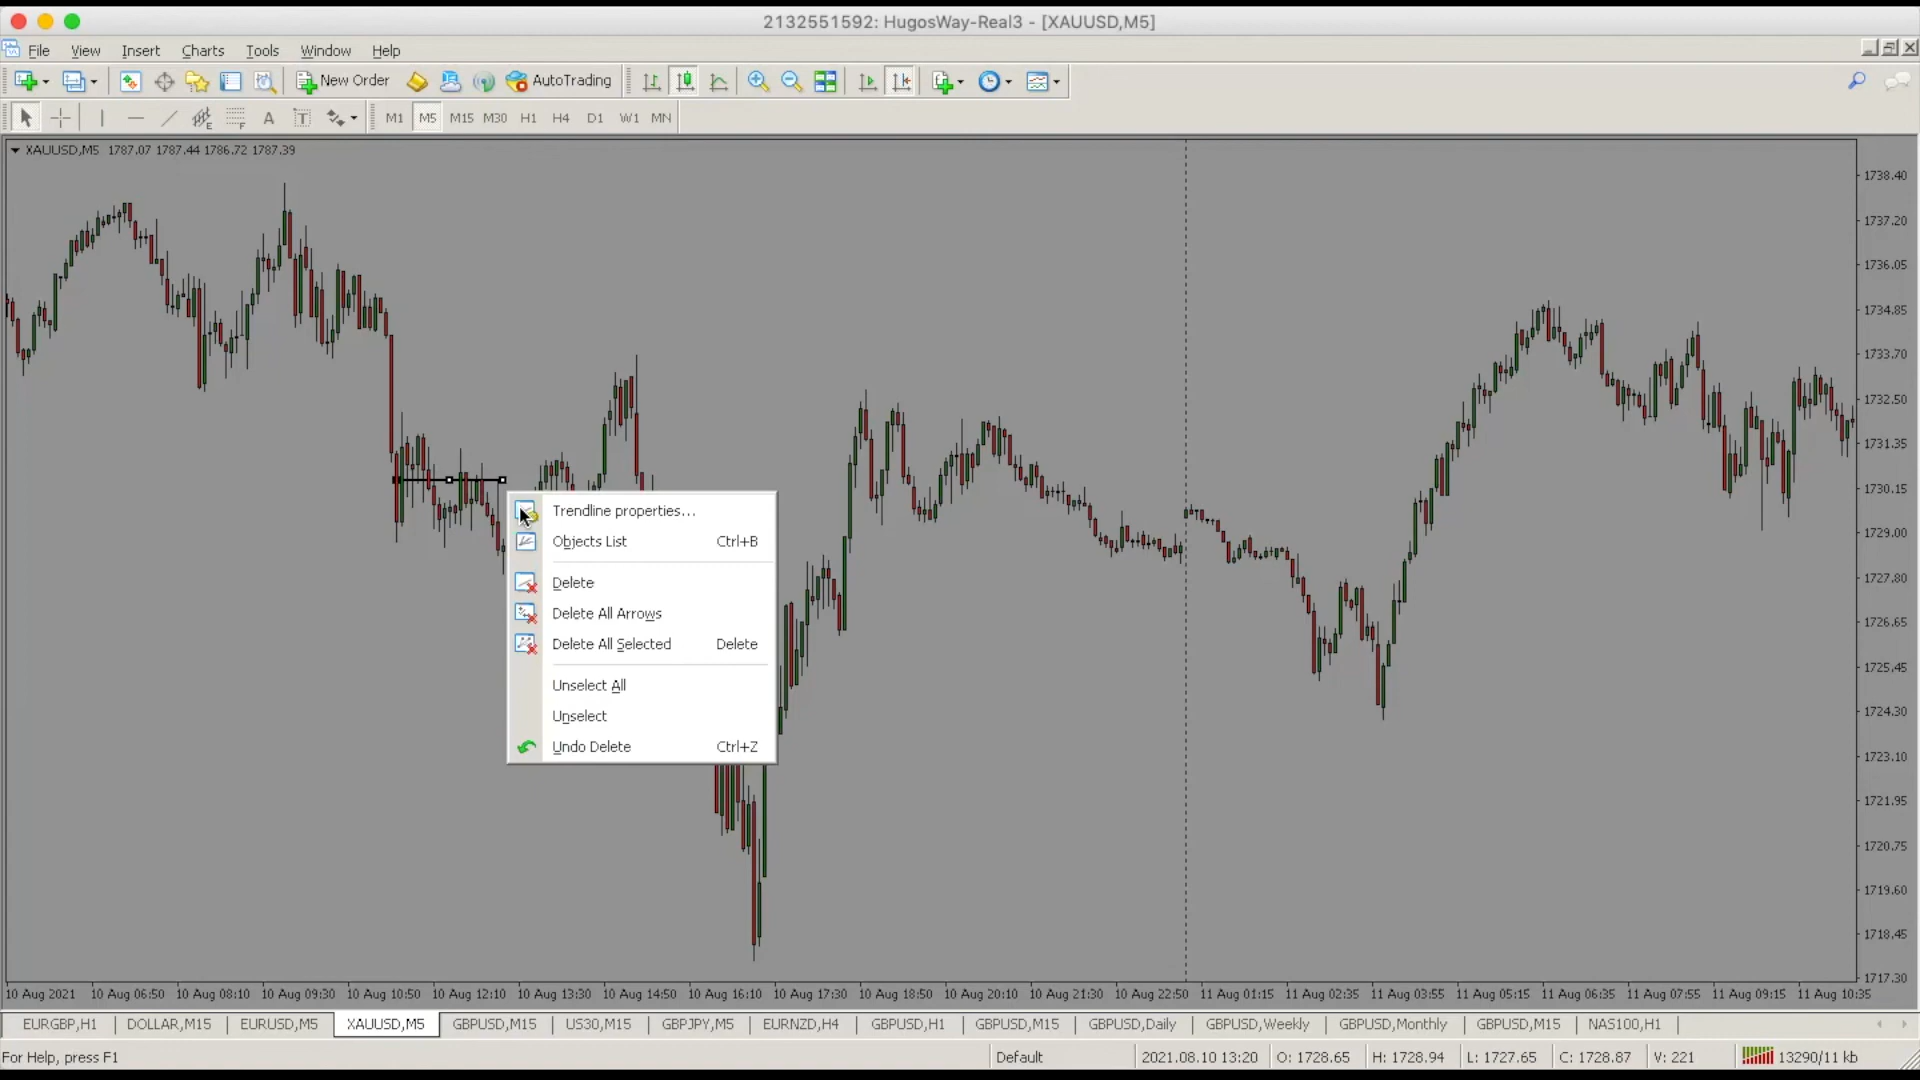 2132551592: HugosWay-Real3 - [XAUUSD,M5]
File View Insert Charts Tools Window Help
New Order AutoTrading
E F A T M1 M5 M15 M30 H1 H4 D1 W1 MN
XAUUSD,M5 1787.07 1787.44 1786.72 1787.39
1738.40
1737.20
1736.05
1734.85
1733.70
1732.50
1731.35
1730.15
1729.00
1727.80
1726.65
1725.45
1724.30
1723.10
1721.95
1720.75
1719.60
1718.45
1717.30
Trendline properties...
Objects List Ctrl+B
Delete
Delete All Arrows
Delete All Selected Delete
Unselect All
Unselect
Undo Delete Ctrl+Z
10 Aug 2021 10 Aug 06:50 10 Aug 08:10 10 Aug 09:30 10 Aug 10:50 10 Aug 12:10 10 Aug 13:30 10 Aug 14:50 10 Aug 16:10 10 Aug 17:30 10 Aug 18:50 10 Aug 20:10 10 Aug 21:30 10 Aug 22:50 11 Aug 01:15 11 Aug 02:35 11 Aug 03:55 11 Aug 05:15 11 Aug 06:35 11 Aug 07:55 11 Aug 09:15 11 Aug 10:35
EURGBP,H1 DOLLAR,M15 EURUSD,M5 XAUUSD,M5 GBPUSD,M15 US30,M15 GBPJPY,M5 EURNZD,H4 GBPUSD,H1 GBPUSD,M15 GBPUSD,Daily GBPUSD,Weekly GBPUSD,Monthly GBPUSD,M15 NAS100,H1
For Help, press F1 Default 2021.08.10 13:20 O: 1728.65 H: 1728.94 L: 1727.65 C: 1728.87 V: 221 13290/11 kb